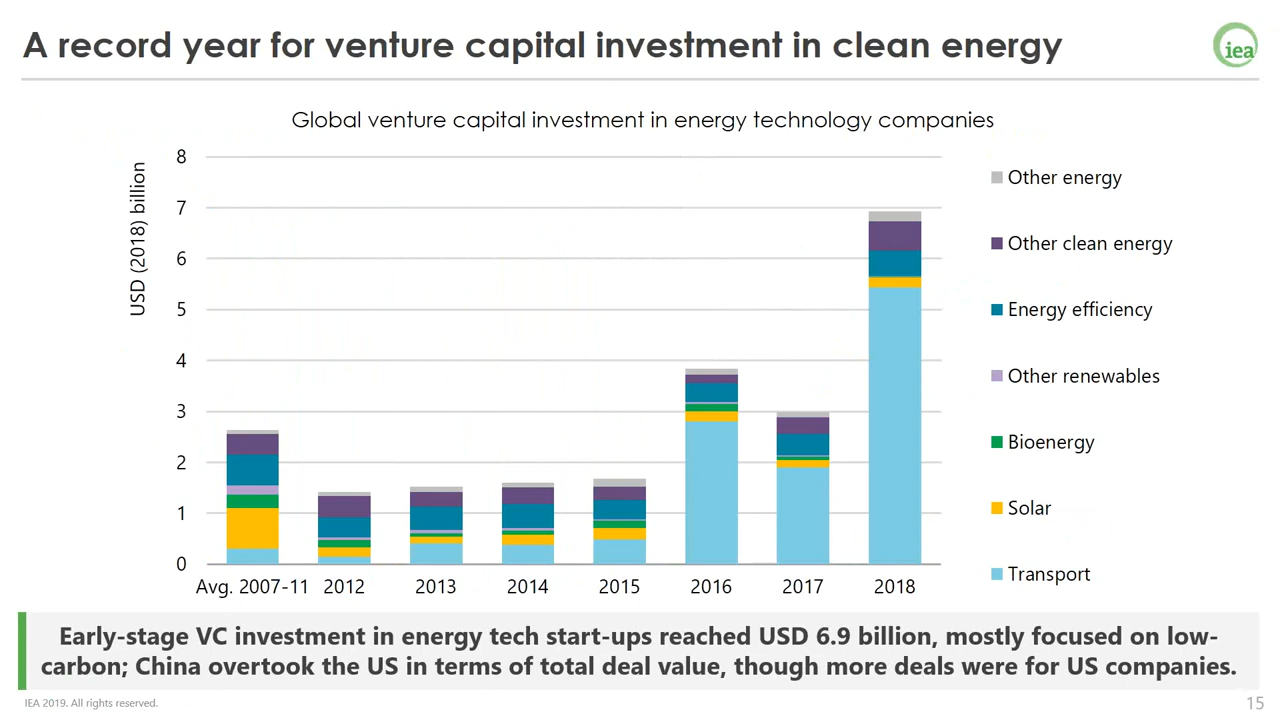 A record year for venture capital investment in clean energy
iea
Global venture capital investment in energy technology companies
USD (2018) billion
8
7
6
5
4
3
2
1
0
Avg. 2007-11 2012 2013 2014 2015 2016 2017 2018
Other energy
Other clean energy
Energy efficiency
Other renewables
Bioenergy
Solar
Transport
Early-stage VC investment in energy tech start-ups reached USD 6.9 billion, mostly focused on low-
carbon; China overtook the US in terms of total deal value, though more deals were for US companies.
IEA 2019. All rights reserved.
15